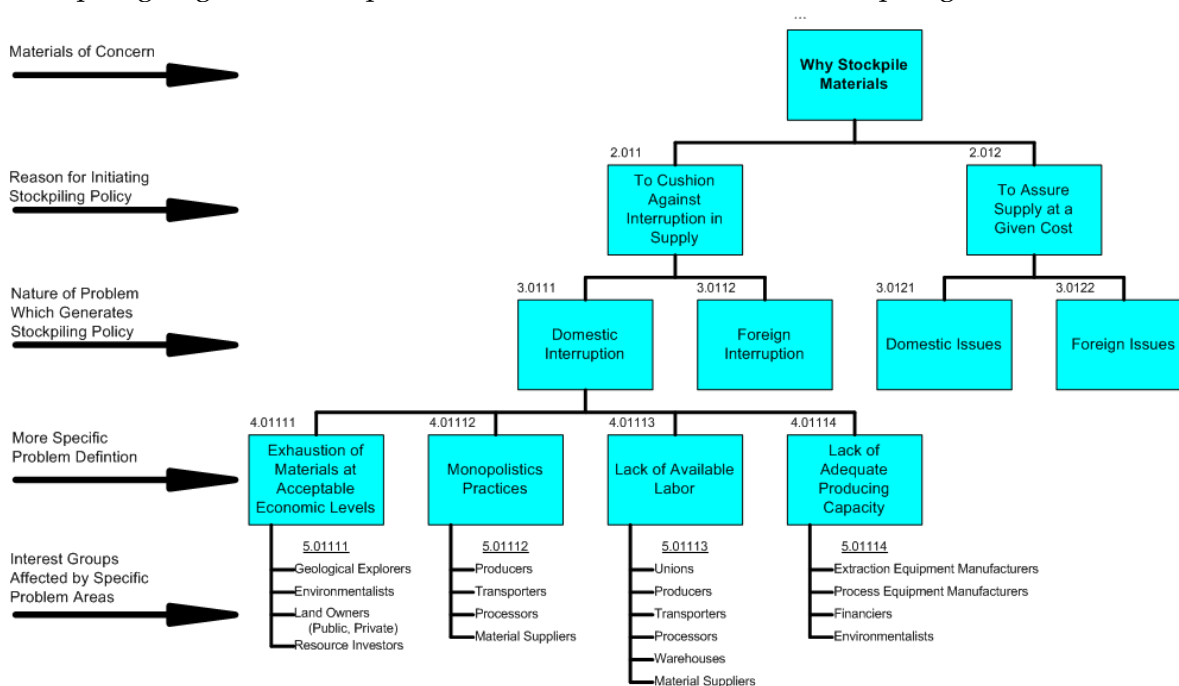 ...
Materials of Concern
Why Stockpile
Materials
Reason for Initiating
Stockpiling Policy
2.011
To Cushion
Against
Interruption in
Supply
2.012
To Assure
Supply at a
Given Cost
Nature of Problem
Which Generates
Stockpiling Policy
3.0111
Domestic
Interruption
3.0112
Foreign
Interruption
3.0121
Domestic Issues
3.0122
Foreign Issues
More Specific
Problem Defintion
4.01111
Exhaustion of
Materials at
Acceptable
Economic Levels
4.01112
Monopolistics
Practices
4.01113
Lack of Available
Labor
4.01114
Lack of
Adequate
Producing
Capacity
Interest Groups
Affected by Specific
Problem Areas
5.01111
Geological Explorers
Environmentalists
Land Owners
(Public, Private)
Resource Investors
5.01112
Producers
Transporters
Processors
Material Suppliers
5.01113
Unions
Producers
Transporters
Processors
Warehouses
Material Suppliers
5.01114
Extraction Equipment Manufacturers
Process Equipment Manufacturers
Financiers
Environmentalists